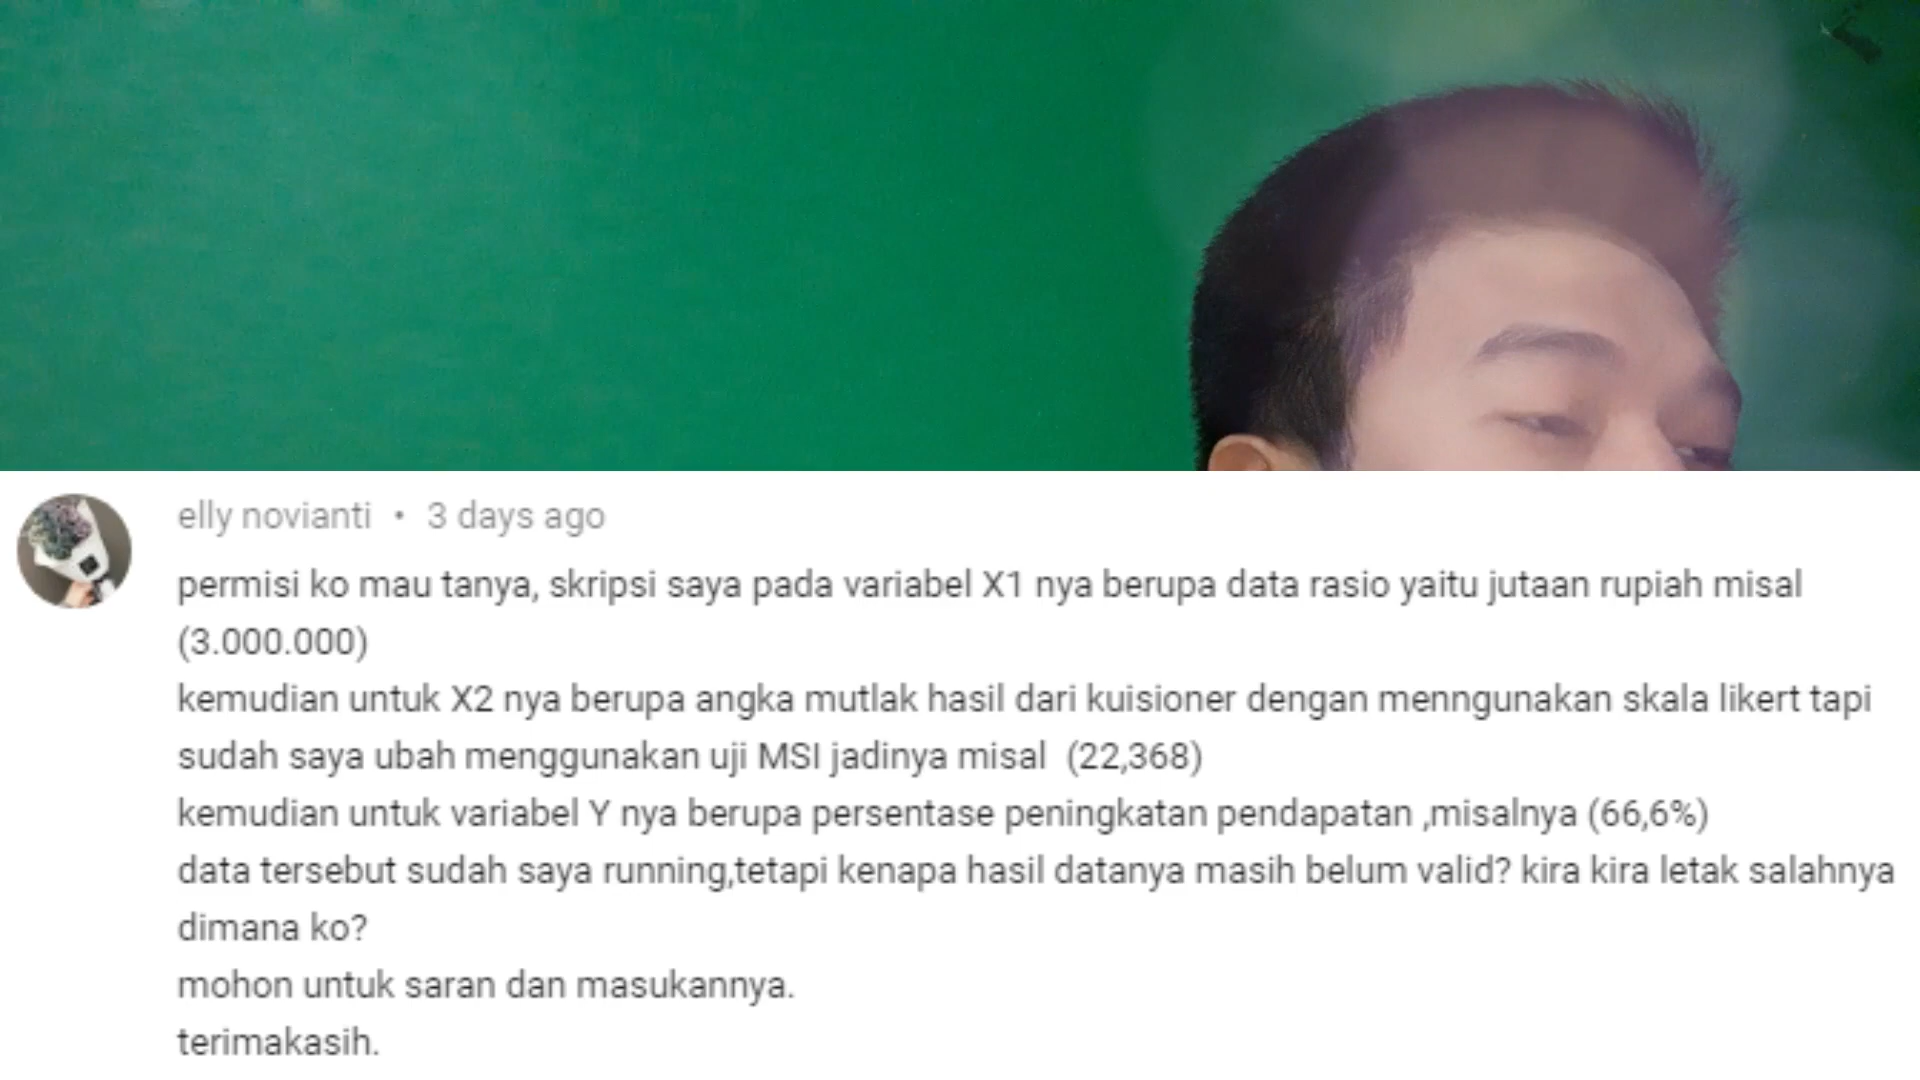 elly novianti • 3 days ago
permisi ko mau tanya, skripsi saya pada variabel X1 nya berupa data rasio yaitu jutaan rupiah misal
(3.000.000)
kemudian untuk X2 nya berupa angka mutlak hasil dari kuisioner dengan menngunakan skala likert tapi
sudah saya ubah menggunakan uji MSI jadinya misal (22,368)
kemudian untuk variabel Y nya berupa persentase peningkatan pendapatan ,misalnya (66,6%)
data tersebut sudah saya running,tetapi kenapa hasil datanya masih belum valid? kira kira letak salahnya
dimana ko?
mohon untuk saran dan masukannya.
terimakasih.